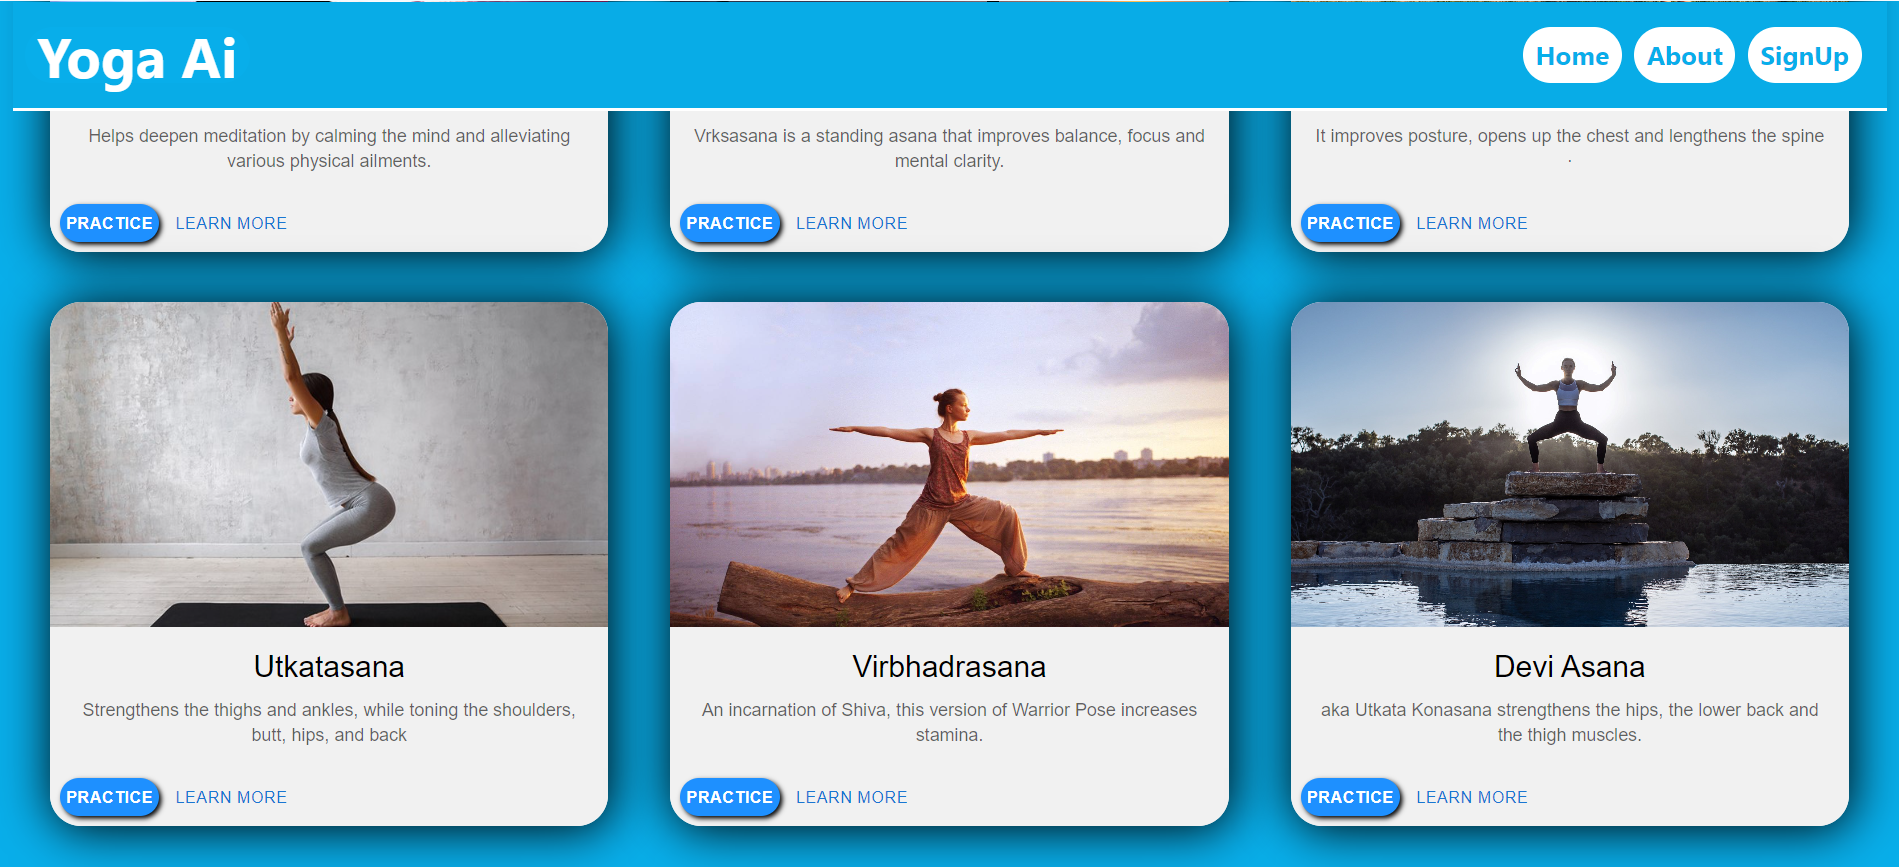 Yoga Ai
Home
About
SignUp
Helps deepen meditation by calming the mind and alleviating
various physical ailments.
PRACTICE
LEARN MORE
Vrksasana is a standing asana that improves balance, focus and
mental clarity.
PRACTICE
LEARN MORE
It improves posture, opens up the chest and lengthens the spine
.
PRACTICE
LEARN MORE
Utkatasana
Strengthens the thighs and ankles, while toning the shoulders,
butt, hips, and back
PRACTICE
LEARN MORE
Virbhadrasana
An incarnation of Shiva, this version of Warrior Pose increases
stamina.
PRACTICE
LEARN MORE
Devi Asana
aka Utkata Konasana strengthens the hips, the lower back and
the thigh muscles.
PRACTICE
LEARN MORE